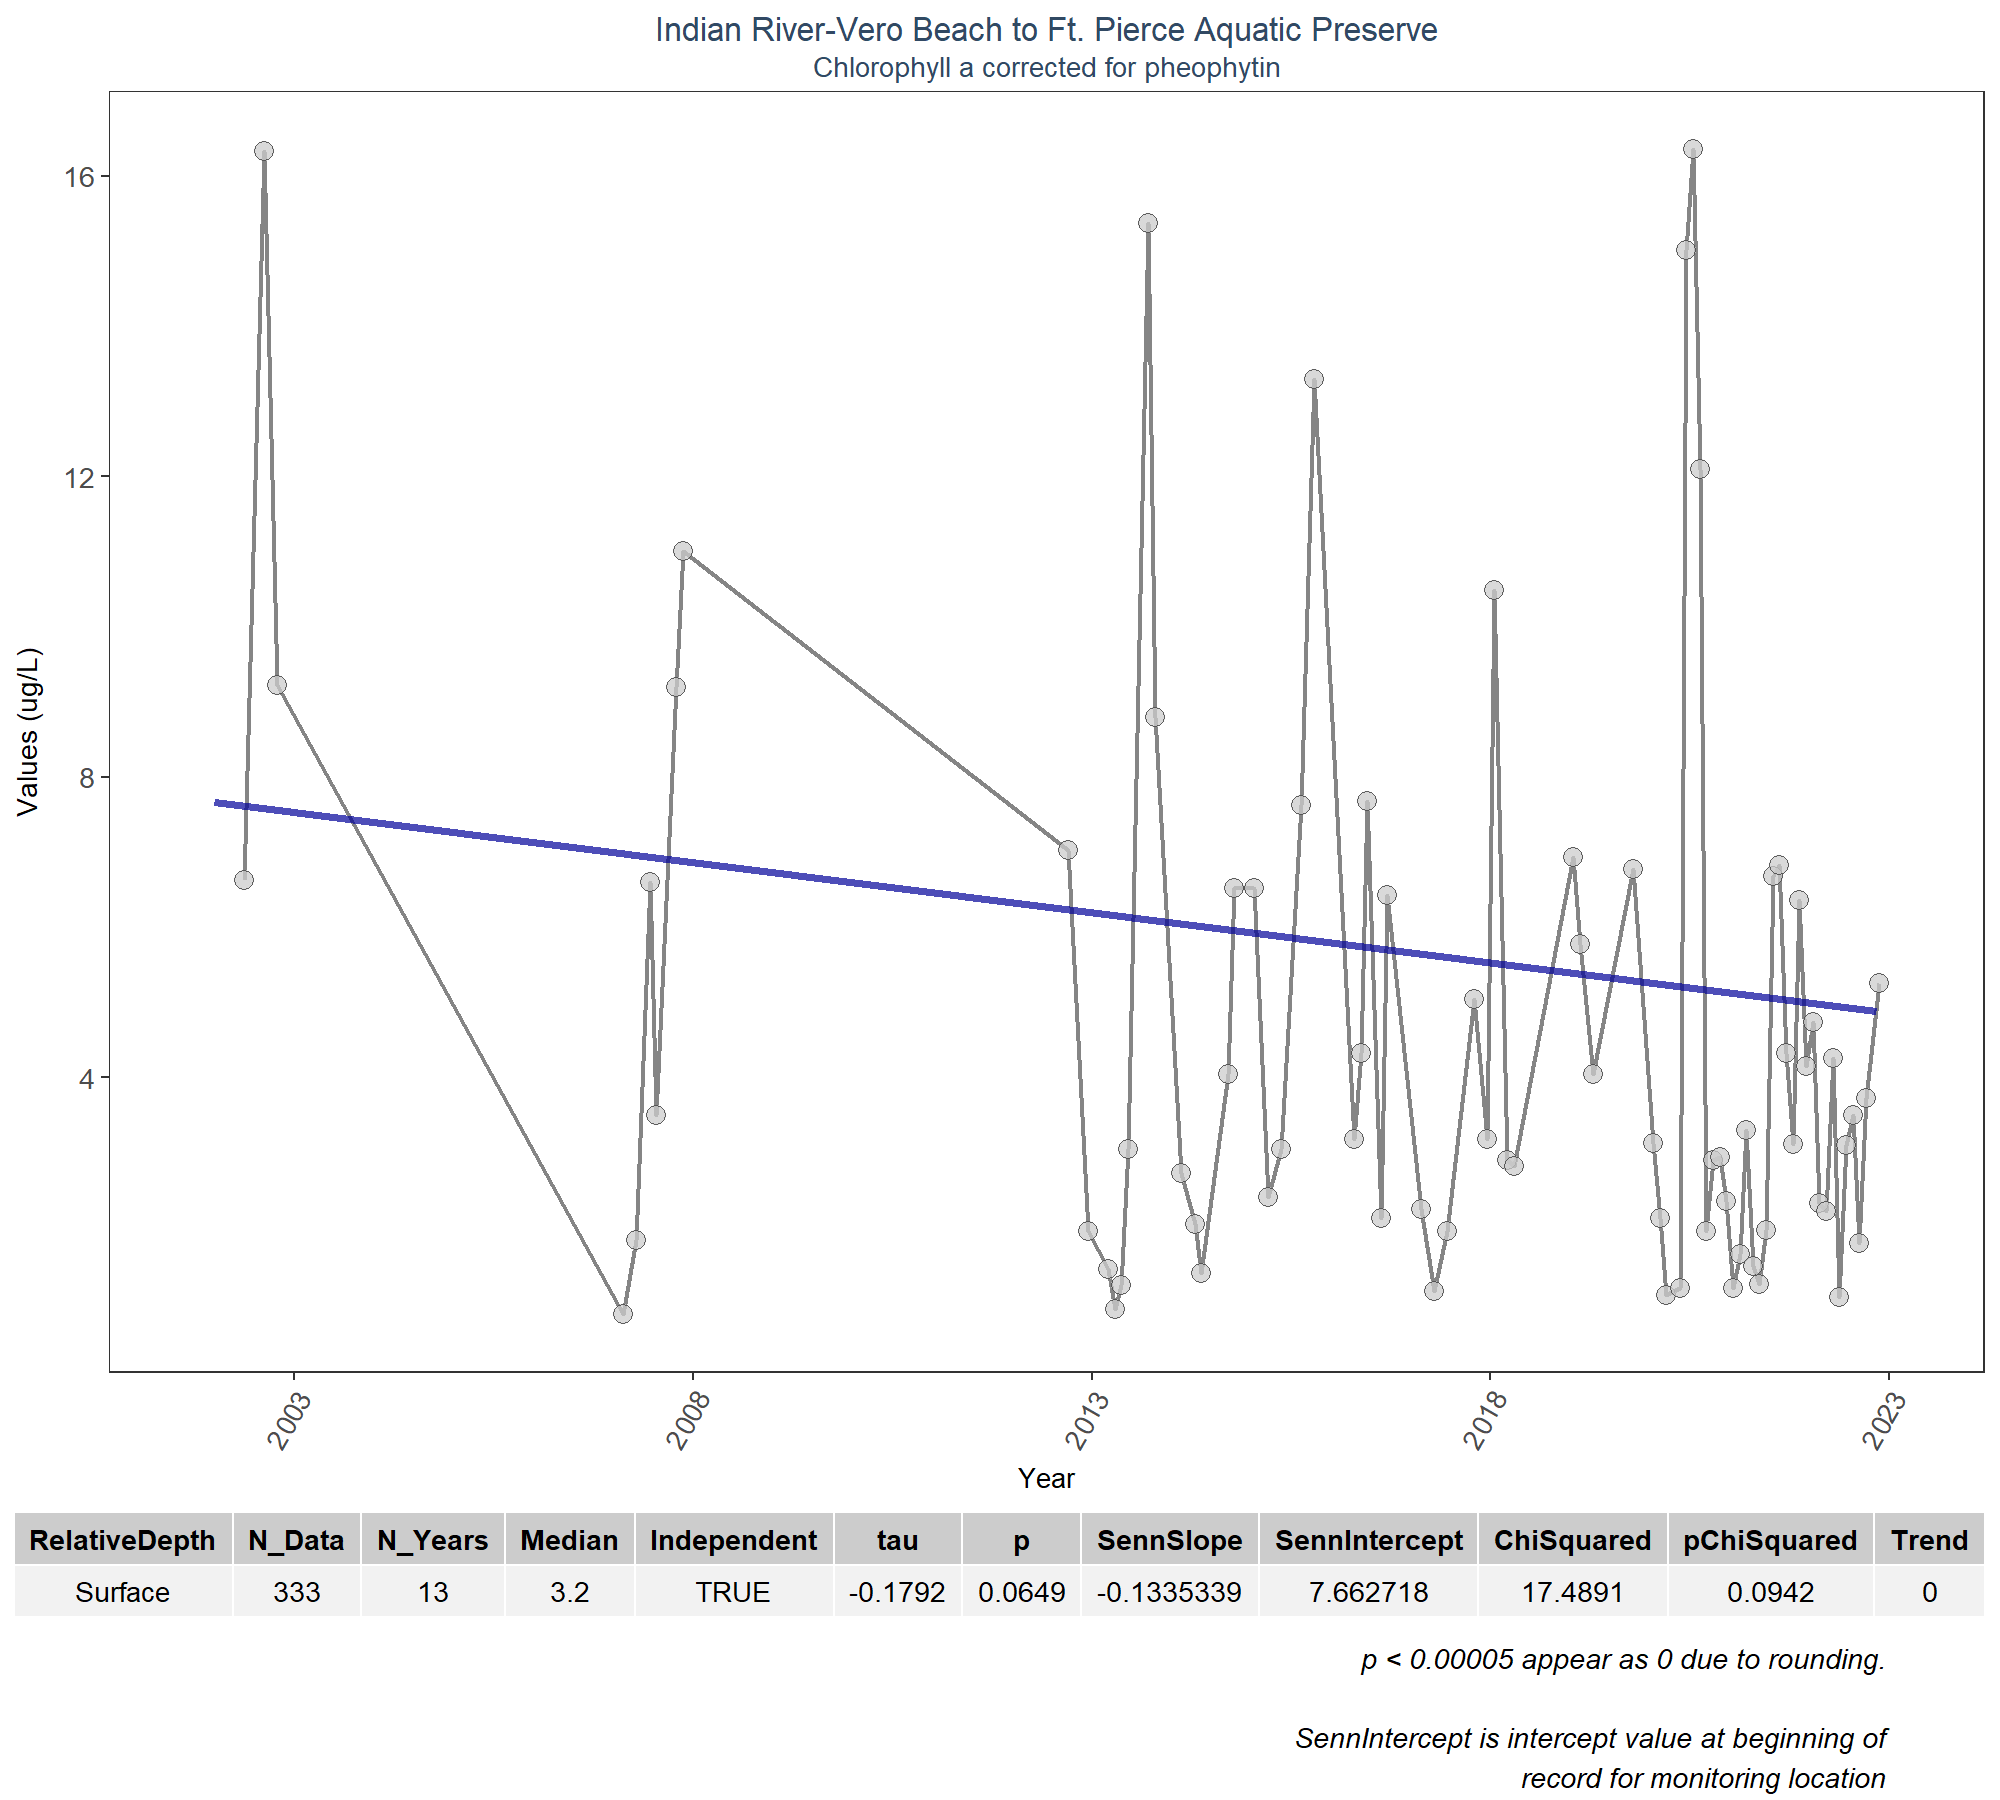 Indian River-Vero Beach to Ft. Pierce Aquatic Preserve
Chlorophyll a corrected for pheophytin
Values (ug/L)
16
12
8
4
2003 2008 2013 2018 2023
Year
RelativeDepth N_Data N_Years Median Independent tau p SennSlope SennIntercept ChiSquared pChiSquared Trend
Surface 333 13 3.2 TRUE -0.1792 0.0649 -0.1335339 7.662718 17.4891 0.0942 0
p < 0.00005 appear as 0 due to rounding.
SennIntercept is intercept value at beginning of
record for monitoring location